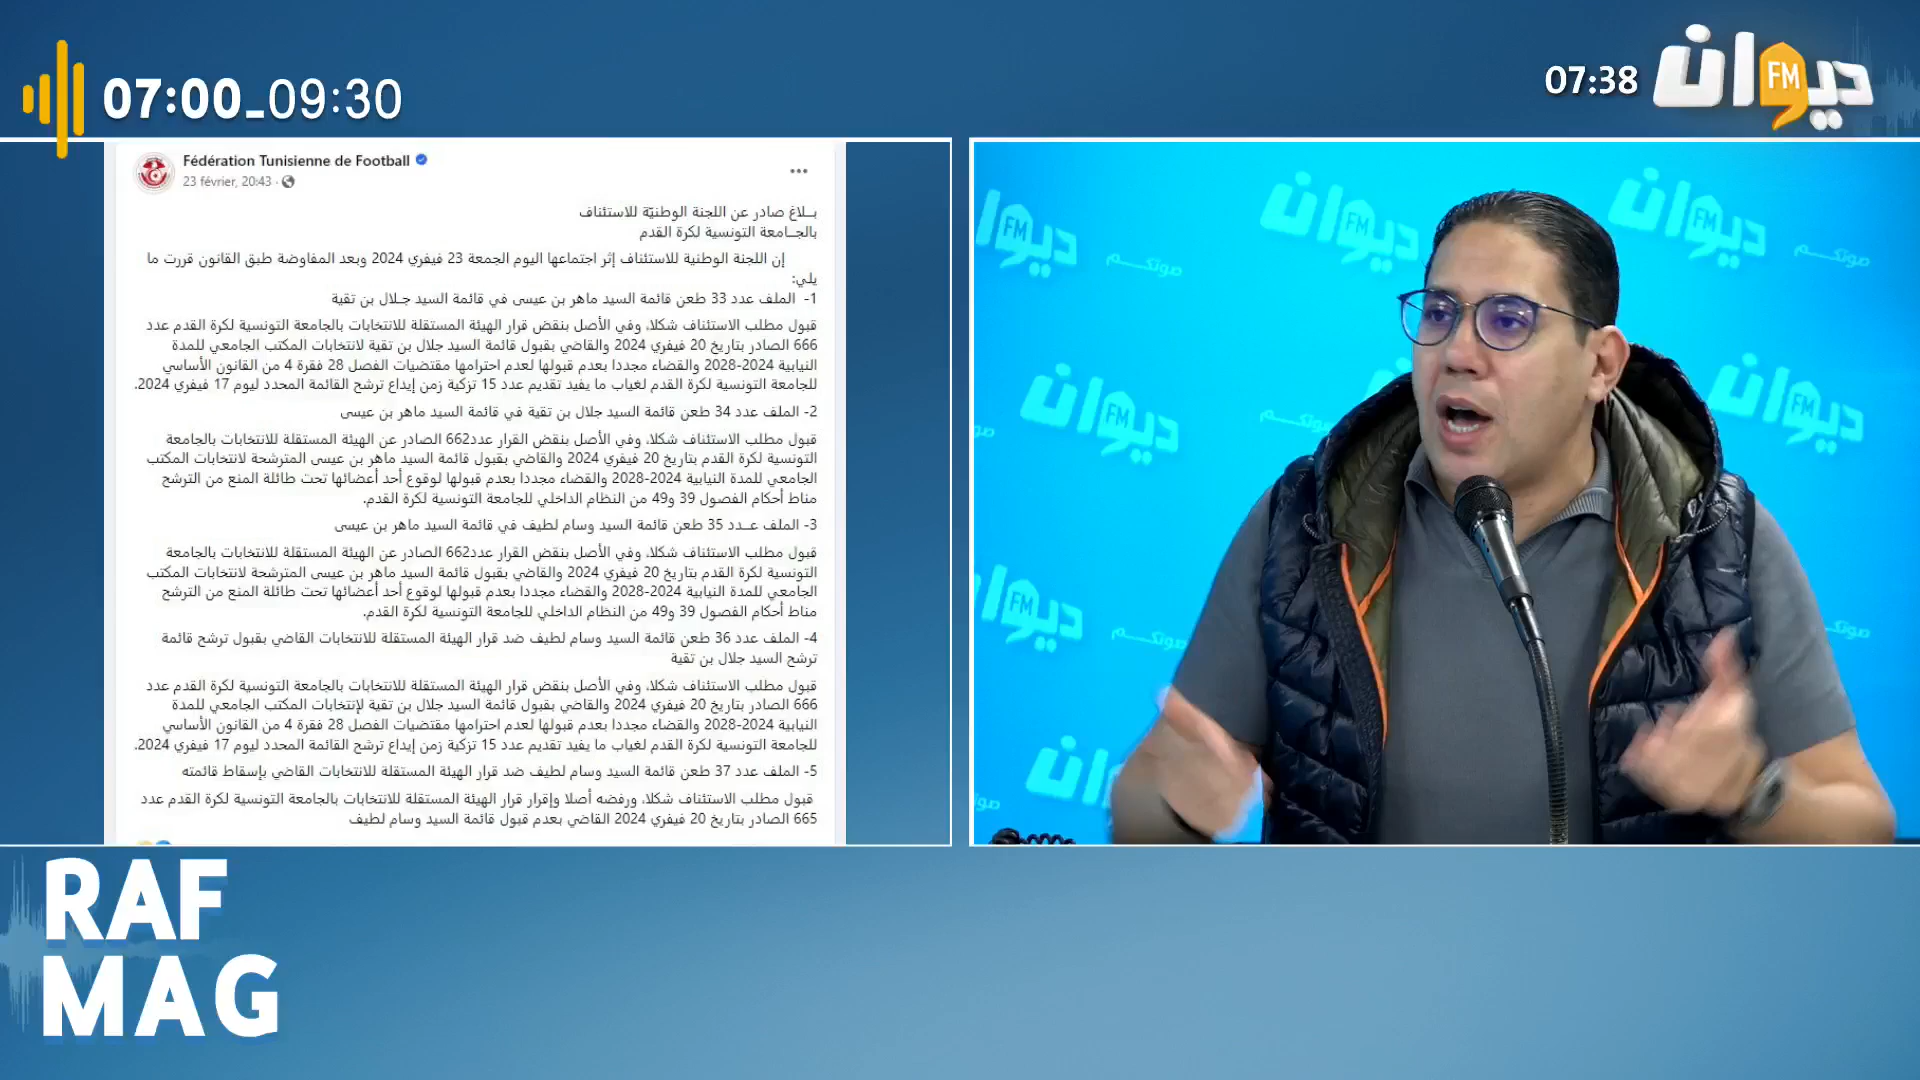 07:00_09:30
07:38
ديوان FM
Fédération Tunisienne de Football
23 février, 20:43 ·
بــلاغ صادر عن اللجنة الوطنيّة للاستئناف
بالجــامعة التونسية لكرة القدم
إن اللجنة الوطنية للاستئناف إثر اجتماعها اليوم الجمعة 23 فيفري 2024 وبعد المفاوضة طبق القانون قررت ما
يلي:
1- الملف عدد 33 طعن قائمة السيد ماهر بن عيسى في قائمة السيد جـلال بن تقية
قبول مطلب الاستئناف شكلا، وفي الأصل بنقض قرار الهيئة المستقلة للانتخابات بالجامعة التونسية لكرة القدم عدد
666 الصادر بتاريخ 20 فيفري 2024 والقاضي بقبول قائمة السيد جلال بن تقية لانتخابات المكتب الجامعي للمدة
النيابية 2024-2028 والقضاء مجددا بعدم قبولها لعدم احترامها مقتضيات الفصل 28 فقرة 4 من القانون الأساسي
للجامعة التونسية لكرة القدم لغياب ما يفيد تقديم عدد 15 تزكية زمن إيداع ترشح القائمة المحدد ليوم 17 فيفري 2024.
2- الملف عدد 34 طعن قائمة السيد جلال بن تقية في قائمة السيد ماهر بن عيسى
قبول مطلب الاستئناف شكلا، وفي الأصل بنقض القرار عدد662 الصادر عن الهيئة المستقلة للانتخابات بالجامعة
التونسية لكرة القدم بتاريخ 20 فيفري 2024 والقاضي بقبول قائمة السيد ماهر بن عيسى المترشحة لانتخابات المكتب
الجامعي للمدة النيابية 2024-2028 والقضاء مجددا بعدم قبولها لوقوع أحد أعضائها تحت طائلة المنع من الترشح
مناط أحكام الفصول 39 و49 من النظام الداخلي للجامعة التونسية لكرة القدم.
3- الملف عــدد 35 طعن قائمة السيد وسام لطيف في قائمة السيد ماهر بن عيسى
قبول مطلب الاستئناف شكلا، وفي الأصل بنقض القرار عدد662 الصادر عن الهيئة المستقلة للانتخابات بالجامعة
التونسية لكرة القدم بتاريخ 20 فيفري 2024 والقاضي بقبول قائمة السيد ماهر بن عيسى المترشحة لانتخابات المكتب
الجامعي للمدة النيابية 2024-2028 والقضاء مجددا بعدم قبولها لوقوع أحد أعضائها تحت طائلة المنع من الترشح
مناط أحكام الفصول 39 و49 من النظام الداخلي للجامعة التونسية لكرة القدم.
4- الملف عدد 36 طعن قائمة السيد وسام لطيف ضد قرار الهيئة المستقلة للانتخابات القاضي بقبول ترشح قائمة
ترشح السيد جلال بن تقية
قبول مطلب الاستئناف شكلا، وفي الأصل بنقض قرار الهيئة المستقلة للانتخابات بالجامعة التونسية لكرة القدم عدد
666 الصادر بتاريخ 20 فيفري 2024 والقاضي بقبول قائمة السيد جلال بن تقية لإنتخابات المكتب الجامعي للمدة
النيابية 2024-2028 والقضاء مجددا بعدم قبولها لعدم احترامها مقتضيات الفصل 28 فقرة 4 من القانون الأساسي
للجامعة التونسية لكرة القدم لغياب ما يفيد تقديم عدد 15 تزكية زمن إيداع ترشح القائمة المحدد ليوم 17 فيفري 2024.
5- الملف عدد 37 طعن قائمة السيد وسام لطيف ضد قرار الهيئة المستقلة للانتخابات القاضي بإسقاط قائمته
قبول مطلب الاستئناف شكلا، ورفضه أصلا وإقرار قرار الهيئة المستقلة للانتخابات بالجامعة التونسية لكرة القدم عدد
665 الصادر بتاريخ 20 فيفري 2024 القاضي بعدم قبول قائمة السيد وسام لطيف
ديوان FM
ديوان FM
صوتكم
ديوان FM
صوتكم
ديوان FM
صوتكم
ديوان FM
ديوان FM
صوتكم
صوتكم
RAF
MAG